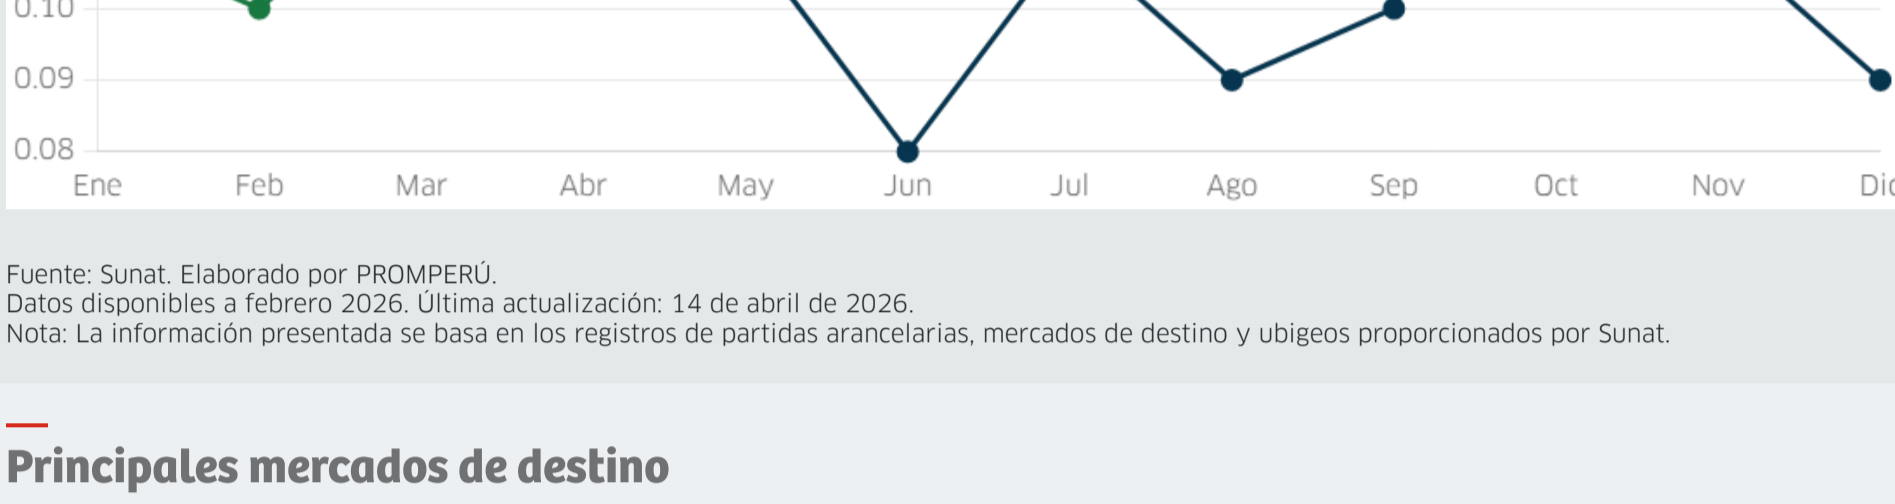 0.10
0.09
0.08
Ene Feb Mar Abr May Jun Jul Ago Sep Oct Nov
Fuente: Sunat. Elaborado por PROMPERÚ.
Datos disponibles a febrero 2026. Última actualización: 14 de abril de 2026.
Nota: La información presentada se basa en los registros de partidas arancelarias, mercados de destino y ubigeos proporcionados por Sunat.
Principales mercados de destino